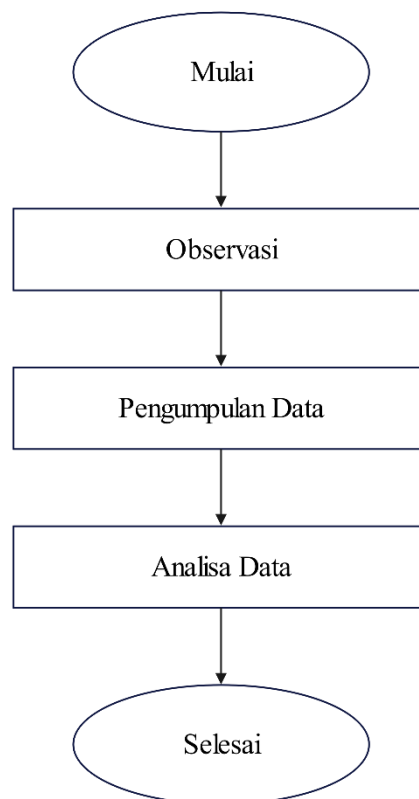 Mulai
Observasi
Pengumpulan Data
Analisa Data
Selesai